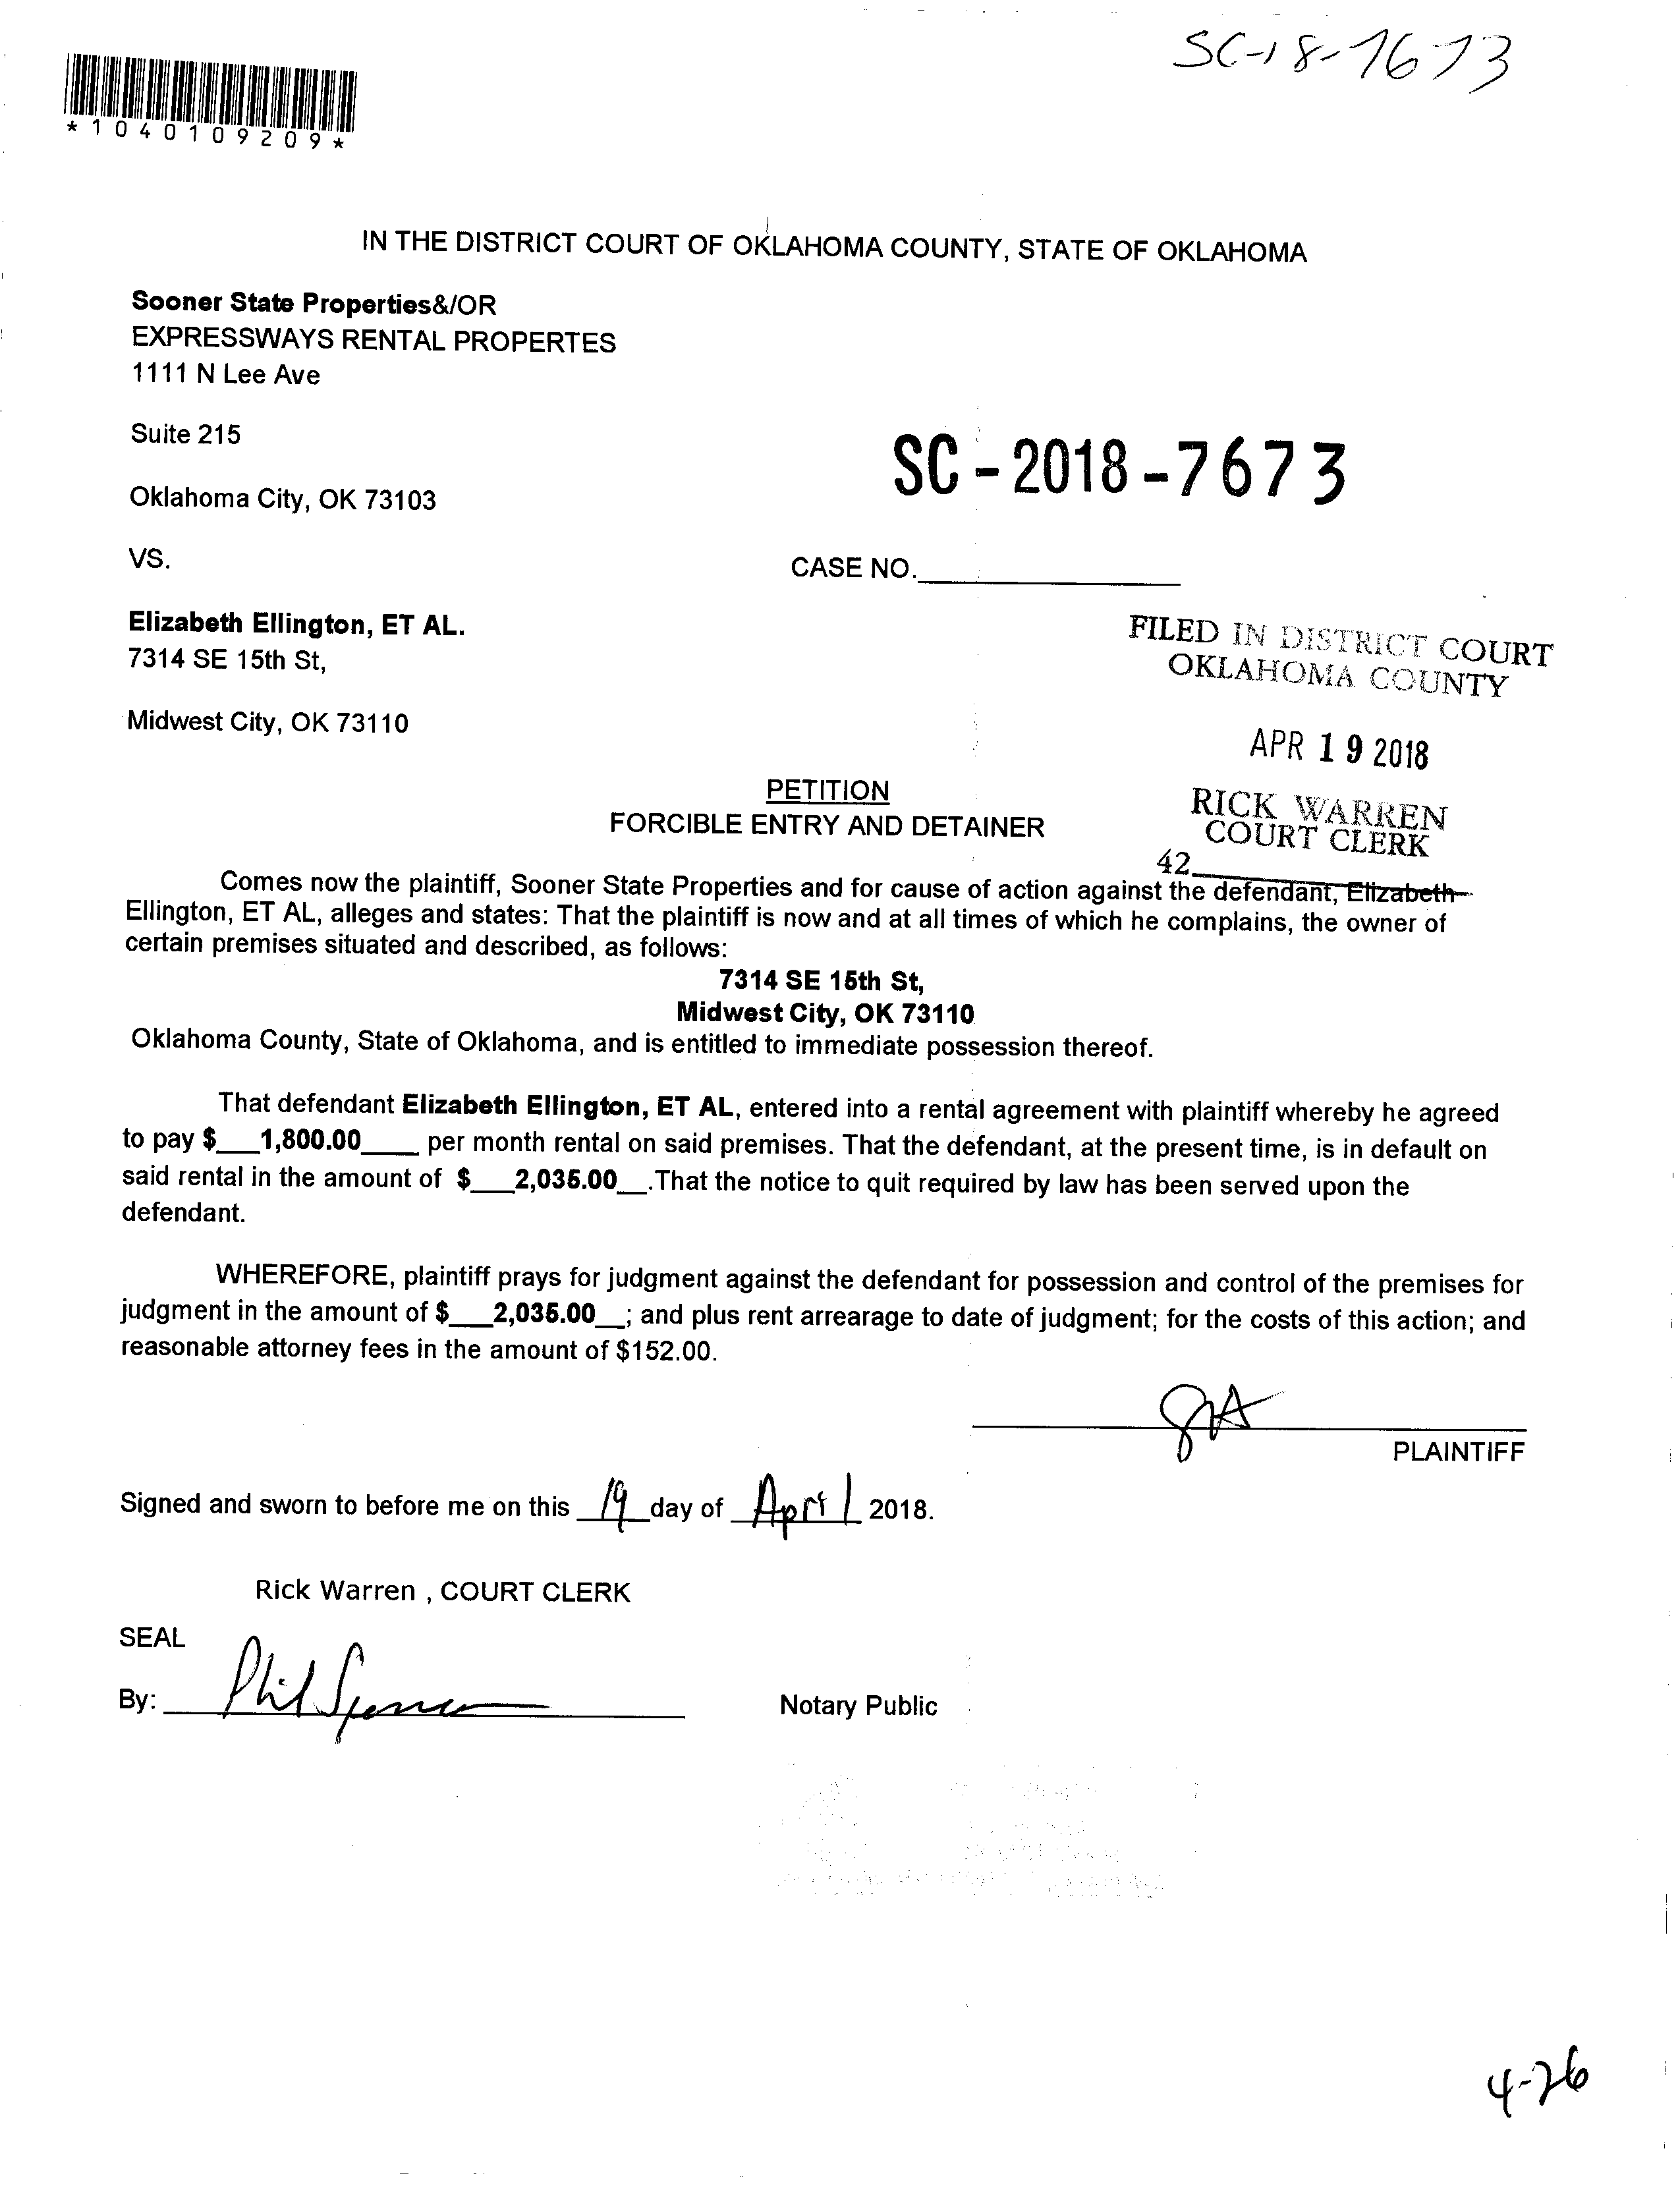 SC-18-7673
*1040109209*
IN THE DISTRICT COURT OF OKLAHOMA COUNTY, STATE OF OKLAHOMA
Sooner State Properties&/OR
EXPRESSWAYS RENTAL PROPERTES
1111 N Lee Ave
Suite 215
SC-2018-7673
Oklahoma City, OK 73103
VS.
CASE NO.
Elizabeth Ellington, ET AL.
7314 SE 15th St,
Midwest City, OK 73110
FILED IN DISTRICT COURT
OKLAHOMA COUNTY
APR 19 2018
RICK WARREN
COURT CLERK
42
PETITION
FORCIBLE ENTRY AND DETAINER
Comes now the plaintiff, Sooner State Properties and for cause of action against the defendant, Elizabeth
Ellington, ET AL, alleges and states: That the plaintiff is now and at all times of which he complains, the owner of
certain premises situated and described, as follows:
7314 SE 15th St,
Midwest City, OK 73110
Oklahoma County, State of Oklahoma, and is entitled to immediate possession thereof.
That defendant Elizabeth Ellington, ET AL, entered into a rental agreement with plaintiff whereby he agreed
to pay $___1,800.00____ per month rental on said premises. That the defendant, at the present time, is in default on
said rental in the amount of $___2,035.00__.That the notice to quit required by law has been served upon the
defendant.
WHEREFORE, plaintiff prays for judgment against the defendant for possession and control of the premises for
judgment in the amount of $___2,035.00__; and plus rent arrearage to date of judgment; for the costs of this action; and
reasonable attorney fees in the amount of $152.00.
PLAINTIFF
Signed and sworn to before me on this 19 day of April 2018.
Rick Warren , COURT CLERK
SEAL
By: Phil Spencer
Notary Public
4-26